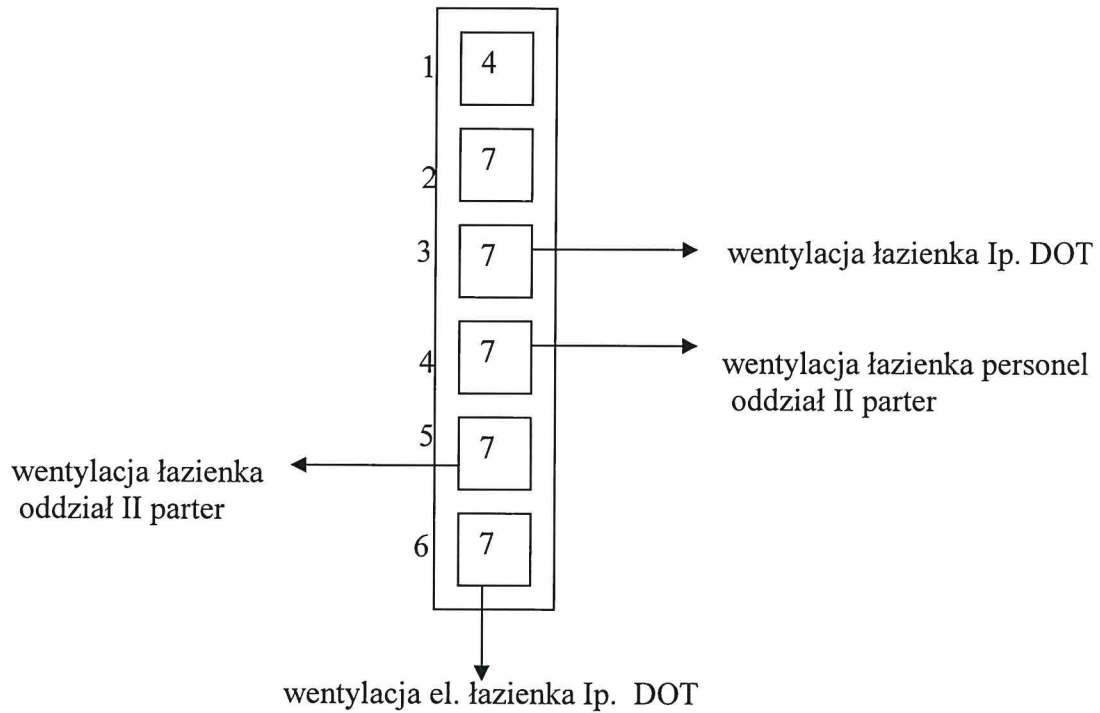 1
4
7
2
3
7
wentylacja łazienka Ip. DOT
4
7
wentylacja łazienka personel
oddział II parter
5
7
wentylacja łazienka
oddział II parter
6
7
wentylacja el. łazienka Ip. DOT